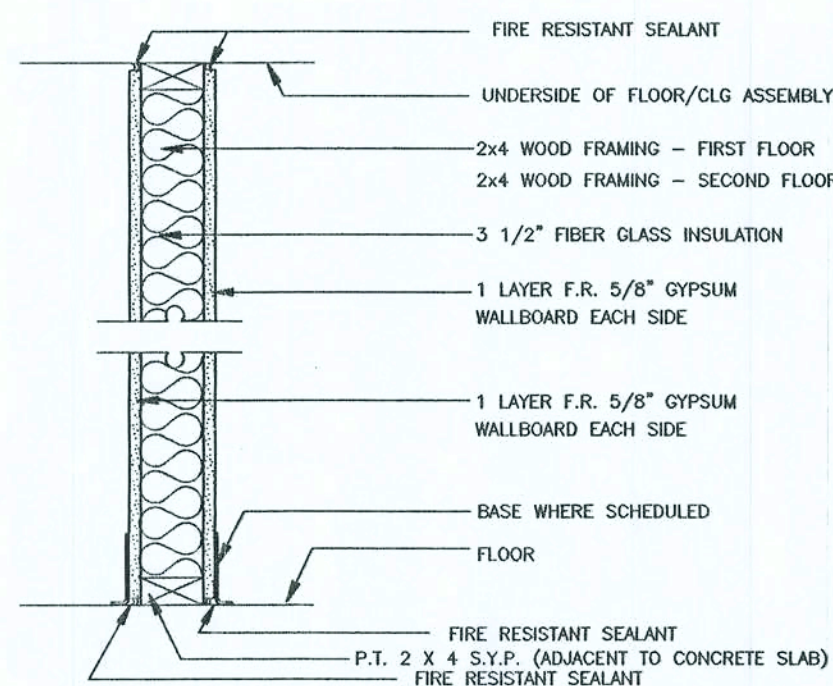 FIRE RESISTANT SEALANT
UNDERSIDE OF FLOOR/CLG ASSEMBLY
2x4 WOOD FRAMING – FIRST FLOOR
2x4 WOOD FRAMING – SECOND FLOOR
3 1/2" FIBER GLASS INSULATION
1 LAYER F.R. 5/8" GYPSUM
WALLBOARD EACH SIDE
1 LAYER F.R. 5/8" GYPSUM
WALLBOARD EACH SIDE
BASE WHERE SCHEDULED
FLOOR
FIRE RESISTANT SEALANT
P.T. 2 X 4 S.Y.P. (ADJACENT TO CONCRETE SLAB)
FIRE RESISTANT SEALANT